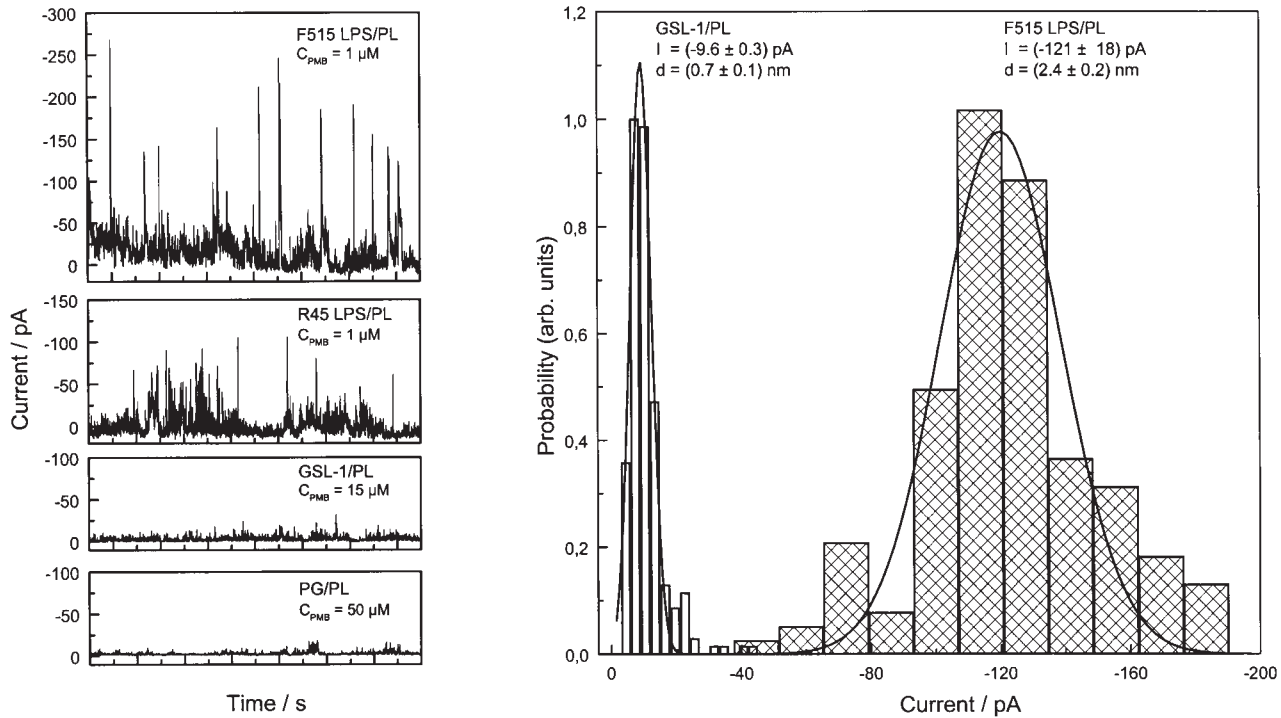 F515 LPS/PL
C_PMB = 1 µM
-300
-250
-200
-150
-100
-50
0
R45 LPS/PL
C_PMB = 1 µM
-150
-100
-50
0
GSL-1/PL
C_PMB = 15 µM
-100
-50
0
PG/PL
C_PMB = 50 µM
-100
-50
0
Current / pA
Time / s
GSL-1/PL
I = (-9.6 ± 0.3) pA
d = (0.7 ± 0.1) nm
F515 LPS/PL
I = (-121 ± 18) pA
d = (2.4 ± 0.2) nm
1,2
1,0
0,8
0,6
0,4
0,2
0,0
Probability (arb. units)
0 -40 -80 -120 -160 -200
Current / pA